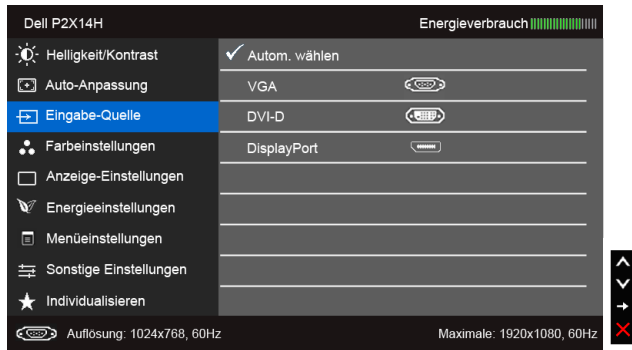 Dell P2X14H
Energieverbrauch
Helligkeit/Kontrast
Auto-Anpassung
Eingabe-Quelle
Farbeinstellungen
Anzeige-Einstellungen
Energieeinstellungen
Menüeinstellungen
Sonstige Einstellungen
Individualisieren
Autom. wählen
VGA
DVI-D
DisplayPort
Auflösung: 1024x768, 60Hz
Maximale: 1920x1080, 60Hz